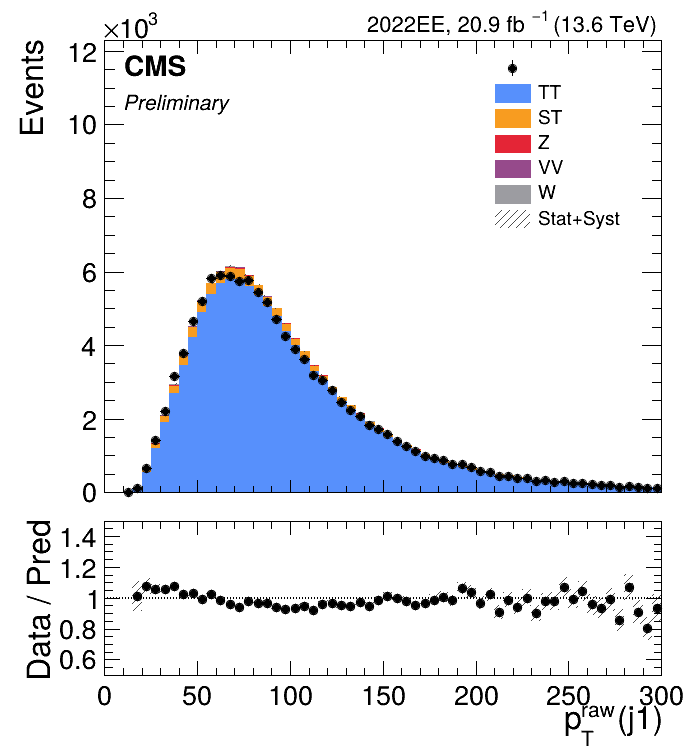 ×10³
2022EE, 20.9 fb⁻¹ (13.6 TeV)
Events
CMS
Preliminary
TT
ST
Z
VV
W
Stat+Syst
12
10
8
6
4
2
0
Data / Pred
1.4
1.2
1
0.8
0.6
0 50 100 150 200 250 300
p_T^raw(j1)